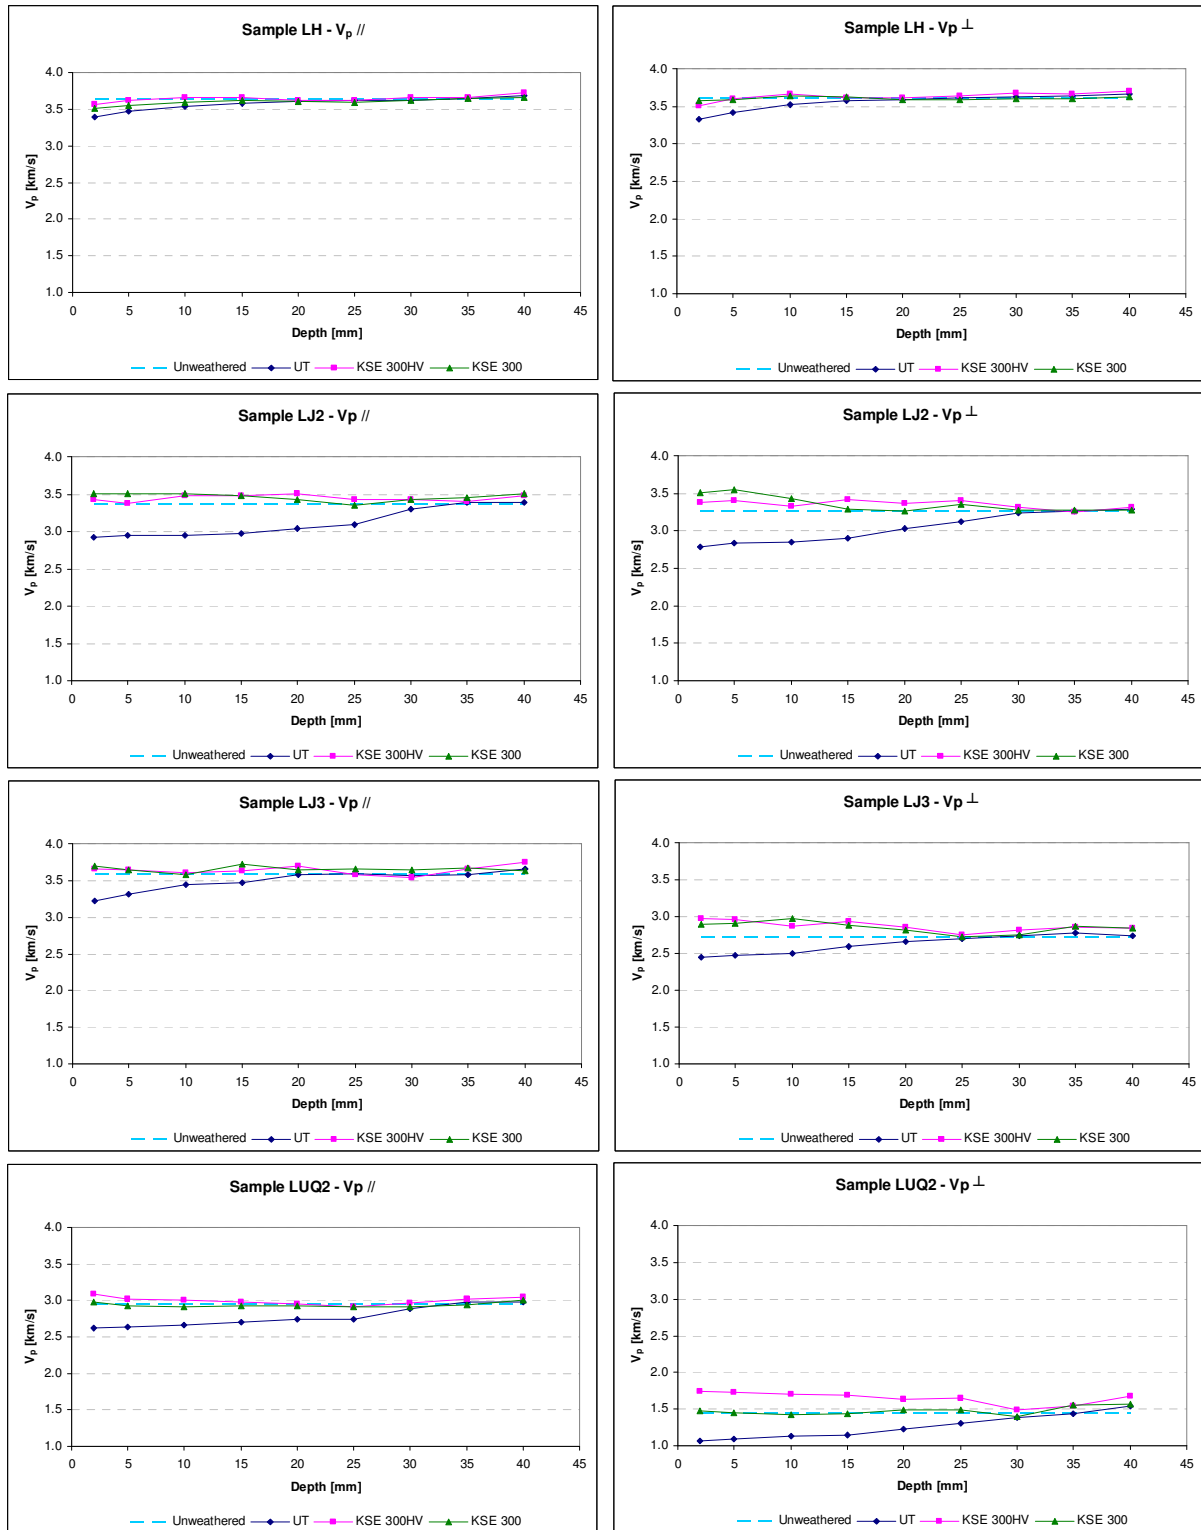 Sample LH - Vp //
4.0
3.5
3.0
2.5
2.0
1.5
1.0
Vp [km/s]
0 5 10 15 20 25 30 35 40 45
Depth [mm]
Unweathered UT KSE 300HV KSE 300
Sample LH - Vp ⊥
4.0
3.5
3.0
2.5
2.0
1.5
1.0
Vp [km/s]
0 5 10 15 20 25 30 35 40 45
Depth [mm]
Unweathered UT KSE 300HV KSE 300
Sample LJ2 - Vp //
4.0
3.5
3.0
2.5
2.0
1.5
1.0
Vp [km/s]
0 5 10 15 20 25 30 35 40 45
Depth [mm]
Unweathered UT KSE 300HV KSE 300
Sample LJ2 - Vp ⊥
4.0
3.5
3.0
2.5
2.0
1.5
1.0
Vp [km/s]
0 5 10 15 20 25 30 35 40 45
Depth [mm]
Unweathered UT KSE 300HV KSE 300
Sample LJ3 - Vp //
4.0
3.5
3.0
2.5
2.0
1.5
1.0
Vp [km/s]
0 5 10 15 20 25 30 35 40 45
Depth [mm]
Unweathered UT KSE 300HV KSE 300
Sample LJ3 - Vp ⊥
4.0
3.5
3.0
2.5
2.0
1.5
1.0
Vp [km/s]
0 5 10 15 20 25 30 35 40 45
Depth [mm]
Unweathered UT KSE 300HV KSE 300
Sample LUQ2 - Vp //
4.0
3.5
3.0
2.5
2.0
1.5
1.0
Vp [km/s]
0 5 10 15 20 25 30 35 40 45
Depth [mm]
Unweathered UT KSE 300HV KSE 300
Sample LUQ2 - Vp ⊥
4.0
3.5
3.0
2.5
2.0
1.5
1.0
Vp [km/s]
0 5 10 15 20 25 30 35 40 45
Depth [mm]
Unweathered UT KSE 300HV KSE 300